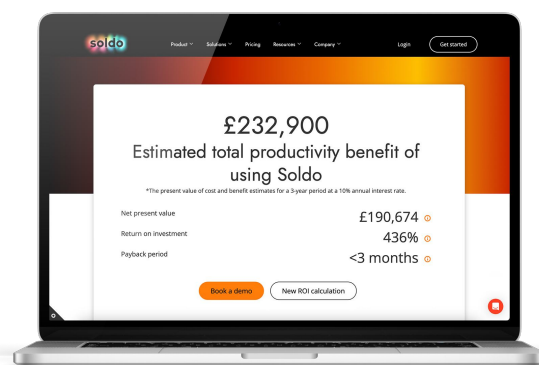 soldo
Product Solutions Pricing Resources Company Login Get started
£232,900
Estimated total productivity benefit of
using Soldo
*The present value of cost and benefit estimates for a 3-year period at a 10% annual interest rate.
Net present value £190,674
Return on investment 436%
Payback period <3 months
Book a demo New ROI calculation